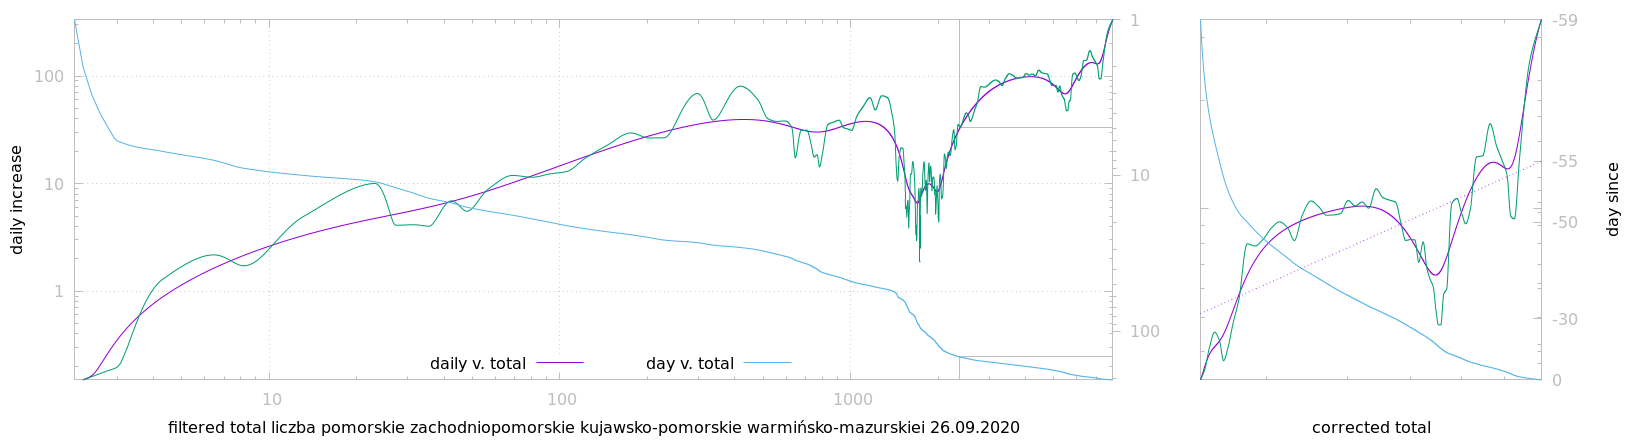 1
-59
100
daily increase
10
10
-55
-50
day since
1
100
-30
daily v. total
day v. total
0
10
100
1000
filtered total liczba pomorskie zachodniopomorskie kujawsko-pomorskie warmińsko-mazurskiei 26.09.2020
corrected total